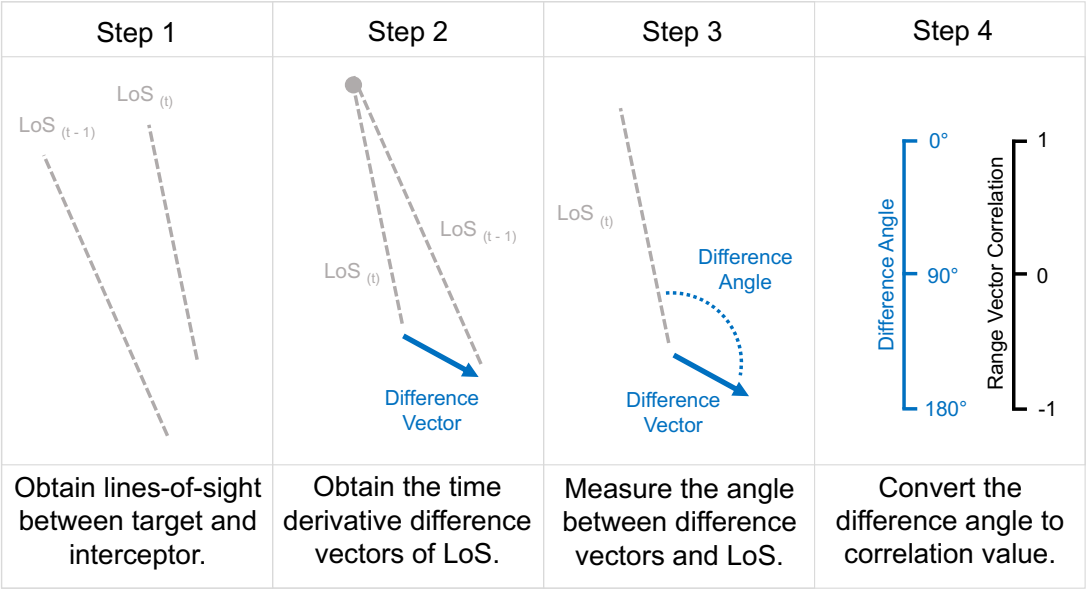 Step 1
LoS (t - 1)
LoS (t)
Obtain lines-of-sight
between target and
interceptor.
Step 2
LoS (t)
LoS (t - 1)
Difference
Vector
Obtain the time
derivative difference
vectors of LoS.
Step 3
LoS (t)
Difference
Angle
Difference
Vector
Measure the angle
between difference
vectors and LoS.
Step 4
Difference Angle
0°
90°
180°
Range Vector Correlation
1
0
-1
Convert the
difference angle to
correlation value.